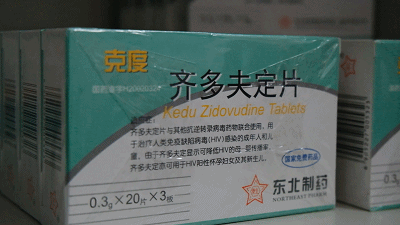 克度
齐多夫定片
Kedu Zidovudine Tablets
适应症:
齐多夫定片与其他抗逆转录病毒药物联合使用，用
于治疗人类免疫缺陷病毒(HIV)感染的成年人和儿
童。由于齐多夫定显示可降低HIV的母-婴传播率，
齐多夫定亦可用于HIV阳性怀孕妇女及其新生儿。
国家免费药品
0.3g×20片×3板
东北制药
NORTHEAST PHARM